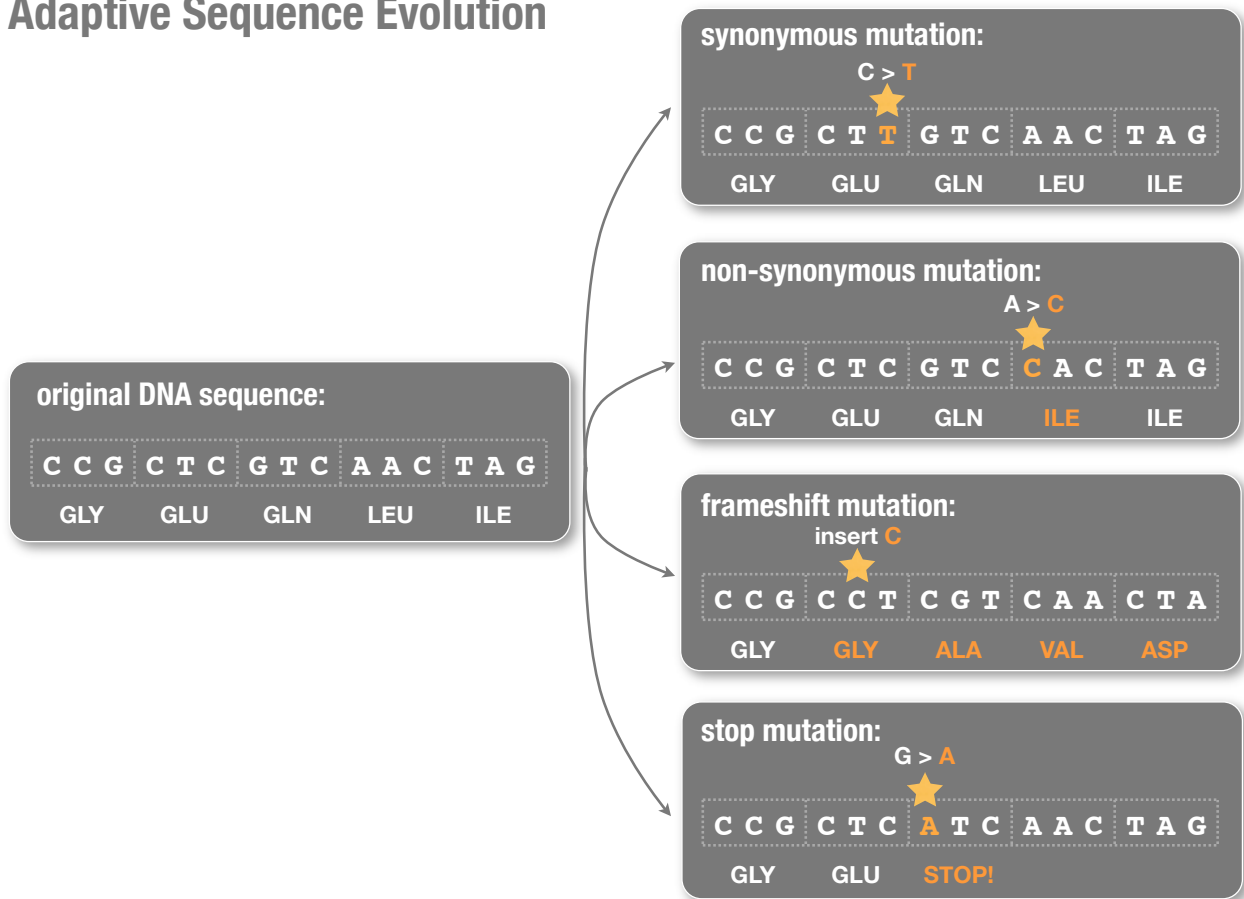 Adaptive Sequence Evolution
original DNA sequence:
C C G C T C G T C A A C T A G
GLY GLU GLN LEU ILE
synonymous mutation:
C > T
C C G C T T G T C A A C T A G
GLY GLU GLN LEU ILE
non-synonymous mutation:
A > C
C C G C T C G T C C A C T A G
GLY GLU GLN ILE ILE
frameshift mutation:
insert C
C C G C C T C G T C A A C T A
GLY GLY ALA VAL ASP
stop mutation:
G > A
C C G C T C A T C A A C T A G
GLY GLU STOP!